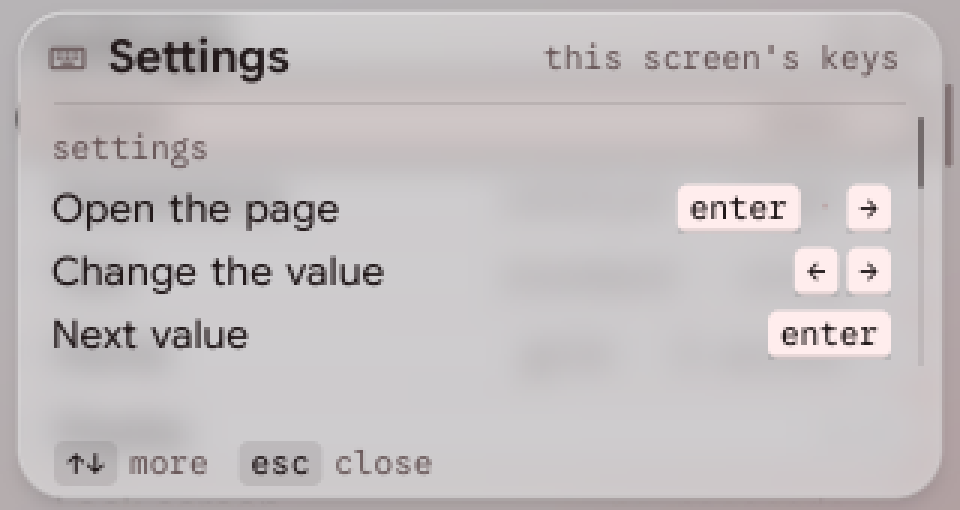 Settings this screen's keys
settings
Open the page enter · →
Change the value ← →
Next value enter
↑↓ more esc close